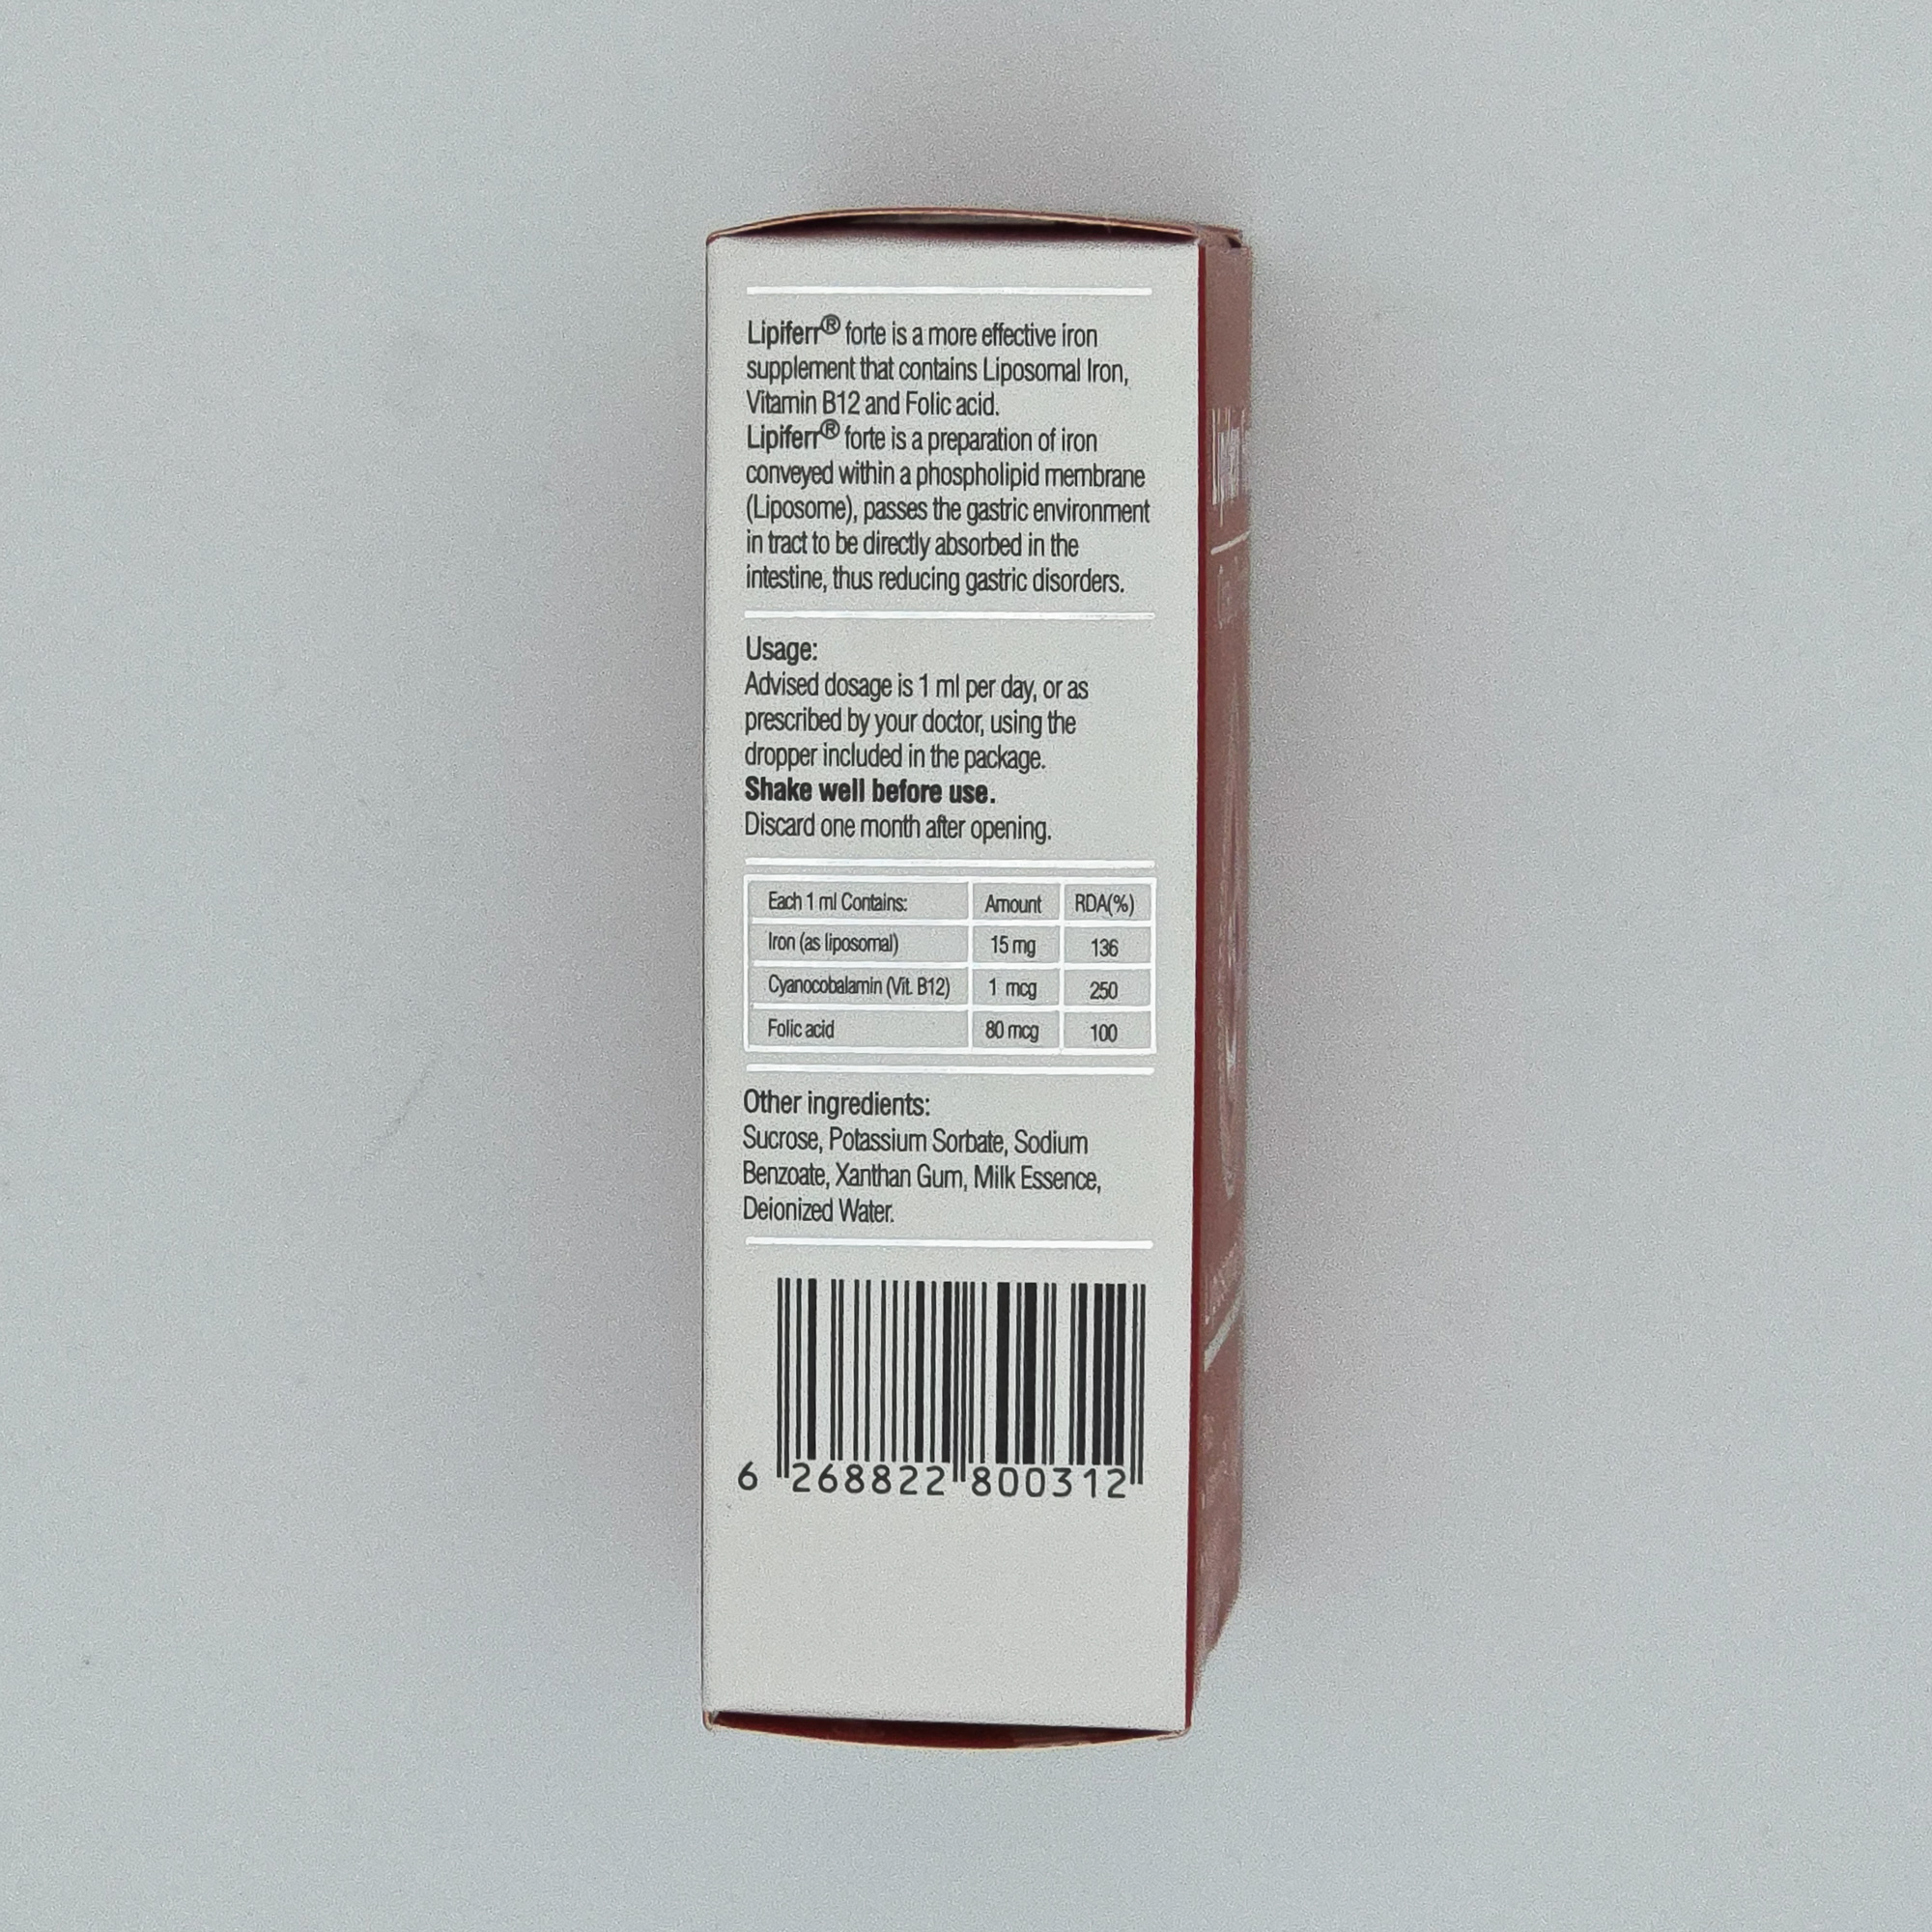 Lipiferr® forte is a more effective iron
supplement that contains Liposomal Iron,
Vitamin B12 and Folic acid.
Lipiferr® forte is a preparation of iron
conveyed within a phospholipid membrane
(Liposome), passes the gastric environment
in tract to be directly absorbed in the
intestine, thus reducing gastric disorders.
Usage:
Advised dosage is 1 ml per day, or as
prescribed by your doctor, using the
dropper included in the package.
Shake well before use.
Discard one month after opening.
Each 1 ml Contains: Amount RDA(%)
Iron (as liposomal) 15 mg 136
Cyanocobalamin (Vit. B12) 1 mcg 250
Folic acid 80 mcg 100
Other ingredients:
Sucrose, Potassium Sorbate, Sodium
Benzoate, Xanthan Gum, Milk Essence,
Deionized Water.
6 268822 800312